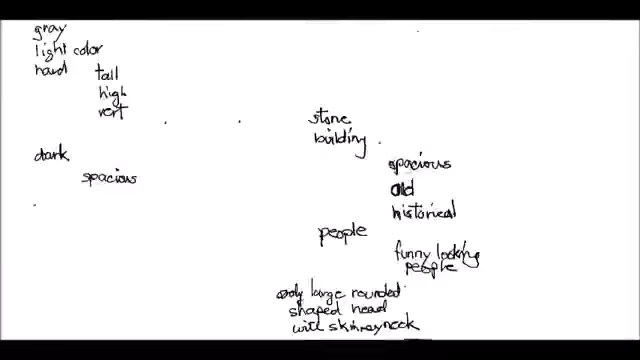 gray
light color
hard
tall
high
vert
dark
spacious
stone
building
spacious
old
historical
people
funny looking
people
large rounded
shaped head
with skinny neck